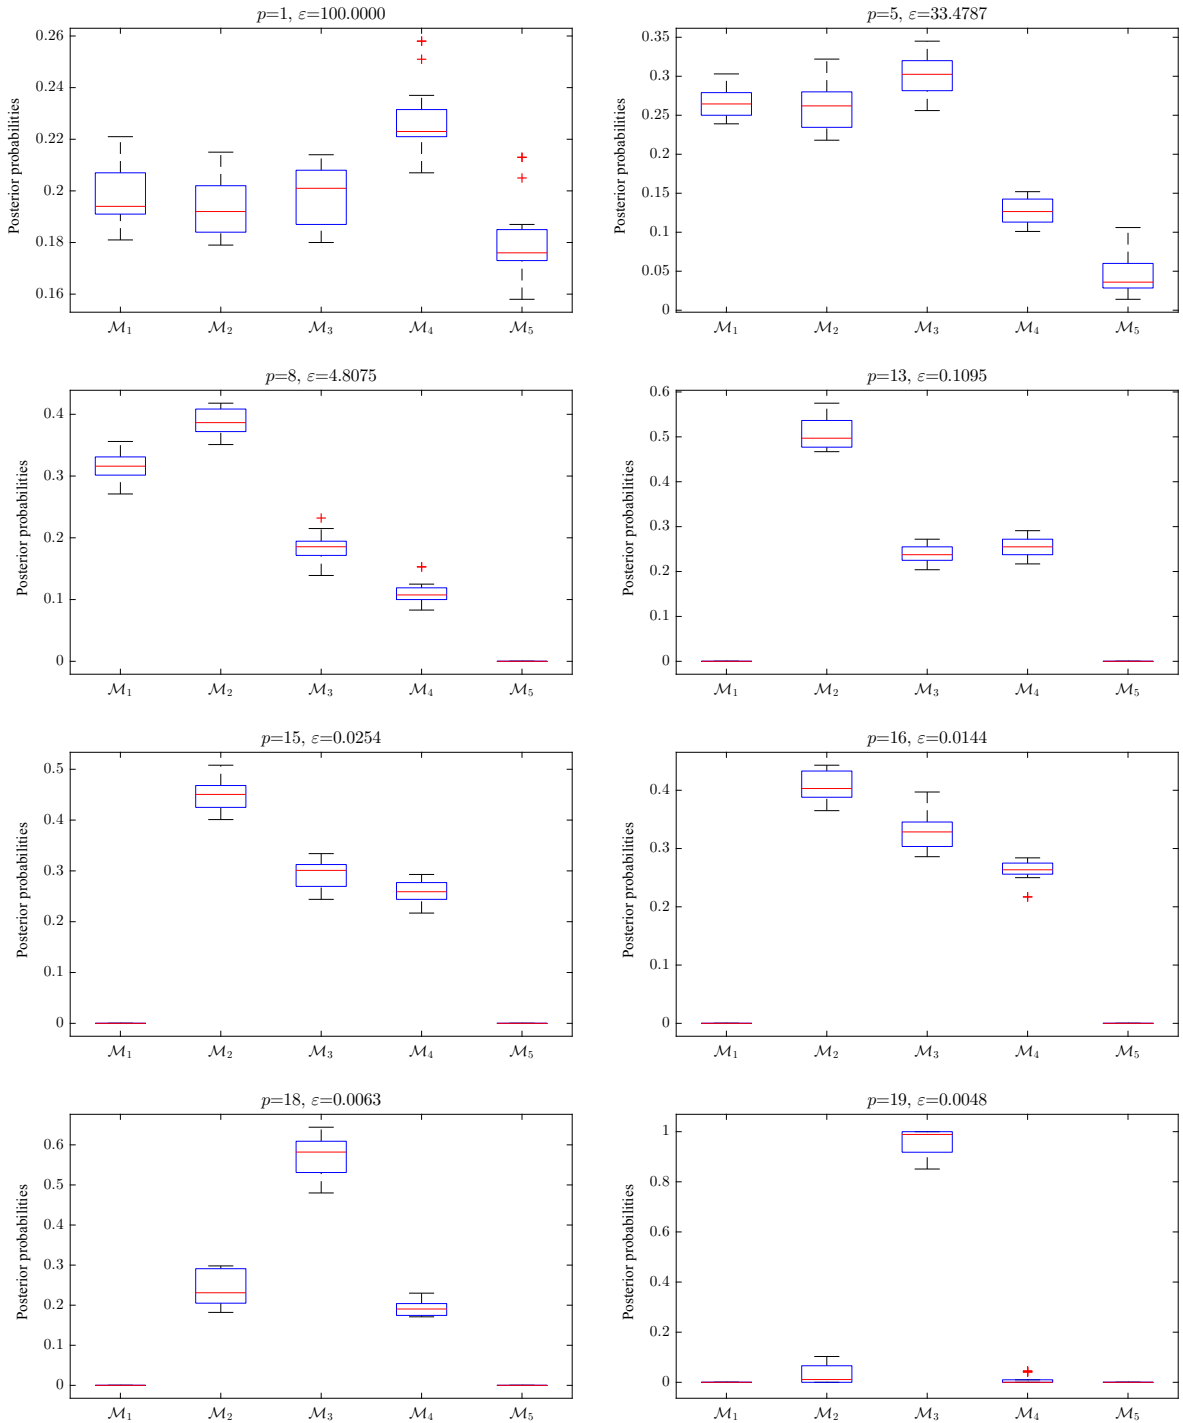 p=1, ε=100.0000
Posterior probabilities
0.26
0.24
0.22
0.2
0.18
0.16
M₁ M₂ M₃ M₄ M₅
p=5, ε=33.4787
Posterior probabilities
0.35
0.3
0.25
0.2
0.15
0.1
0.05
0
M₁ M₂ M₃ M₄ M₅
p=8, ε=4.8075
Posterior probabilities
0.4
0.3
0.2
0.1
0
M₁ M₂ M₃ M₄ M₅
p=13, ε=0.1095
Posterior probabilities
0.6
0.5
0.4
0.3
0.2
0.1
0
M₁ M₂ M₃ M₄ M₅
p=15, ε=0.0254
Posterior probabilities
0.5
0.4
0.3
0.2
0.1
0
M₁ M₂ M₃ M₄ M₅
p=16, ε=0.0144
Posterior probabilities
0.4
0.3
0.2
0.1
0
M₁ M₂ M₃ M₄ M₅
p=18, ε=0.0063
Posterior probabilities
0.6
0.5
0.4
0.3
0.2
0.1
0
M₁ M₂ M₃ M₄ M₅
p=19, ε=0.0048
Posterior probabilities
1
0.8
0.6
0.4
0.2
0
M₁ M₂ M₃ M₄ M₅